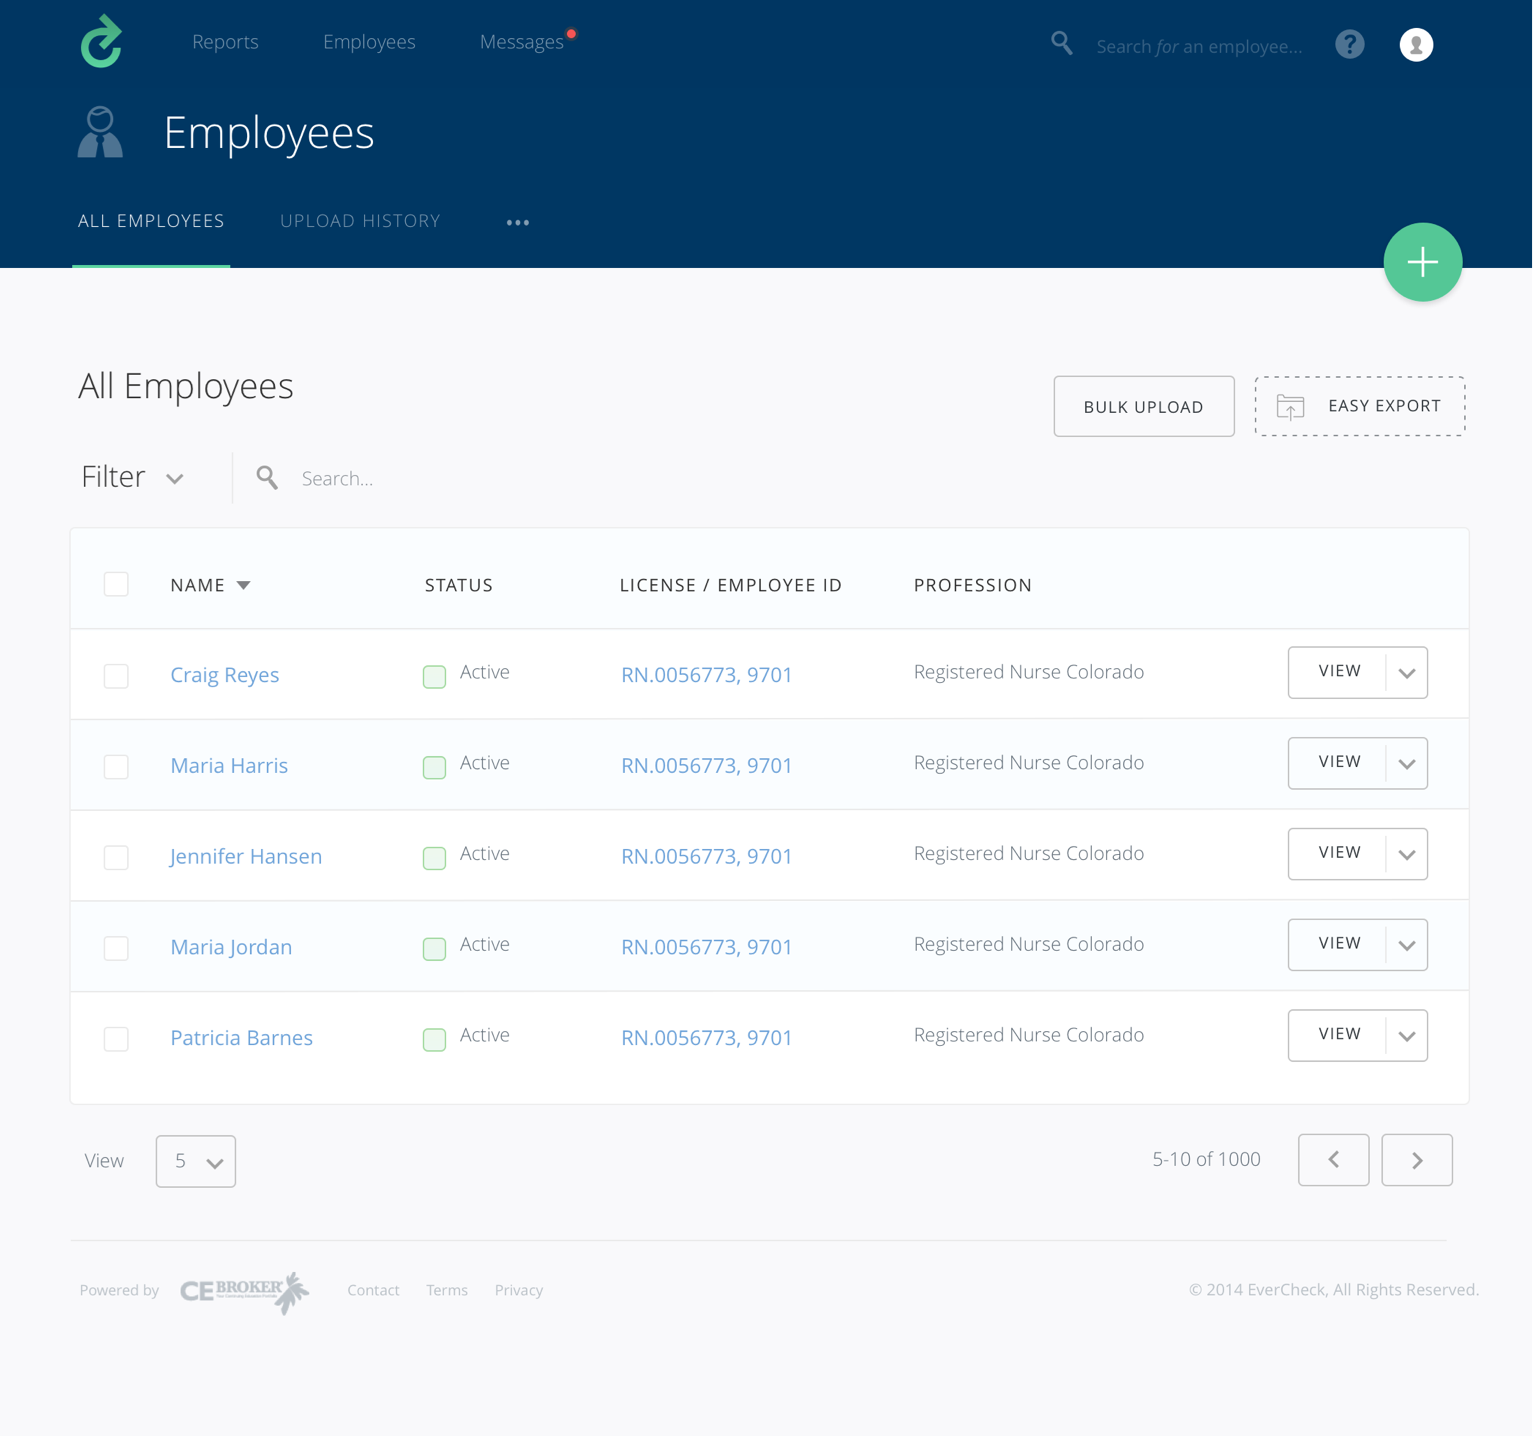 Reports Employees Messages Search for an employee... ?
Employees
ALL EMPLOYEES UPLOAD HISTORY
All Employees
BULK UPLOAD EASY EXPORT
Filter Search...
NAME STATUS LICENSE / EMPLOYEE ID PROFESSION
Craig Reyes Active RN.0056773, 9701 Registered Nurse Colorado VIEW
Maria Harris Active RN.0056773, 9701 Registered Nurse Colorado VIEW
Jennifer Hansen Active RN.0056773, 9701 Registered Nurse Colorado VIEW
Maria Jordan Active RN.0056773, 9701 Registered Nurse Colorado VIEW
Patricia Barnes Active RN.0056773, 9701 Registered Nurse Colorado VIEW
View 5 5-10 of 1000
Powered by CE BROKER Contact Terms Privacy © 2014 EverCheck, All Rights Reserved.